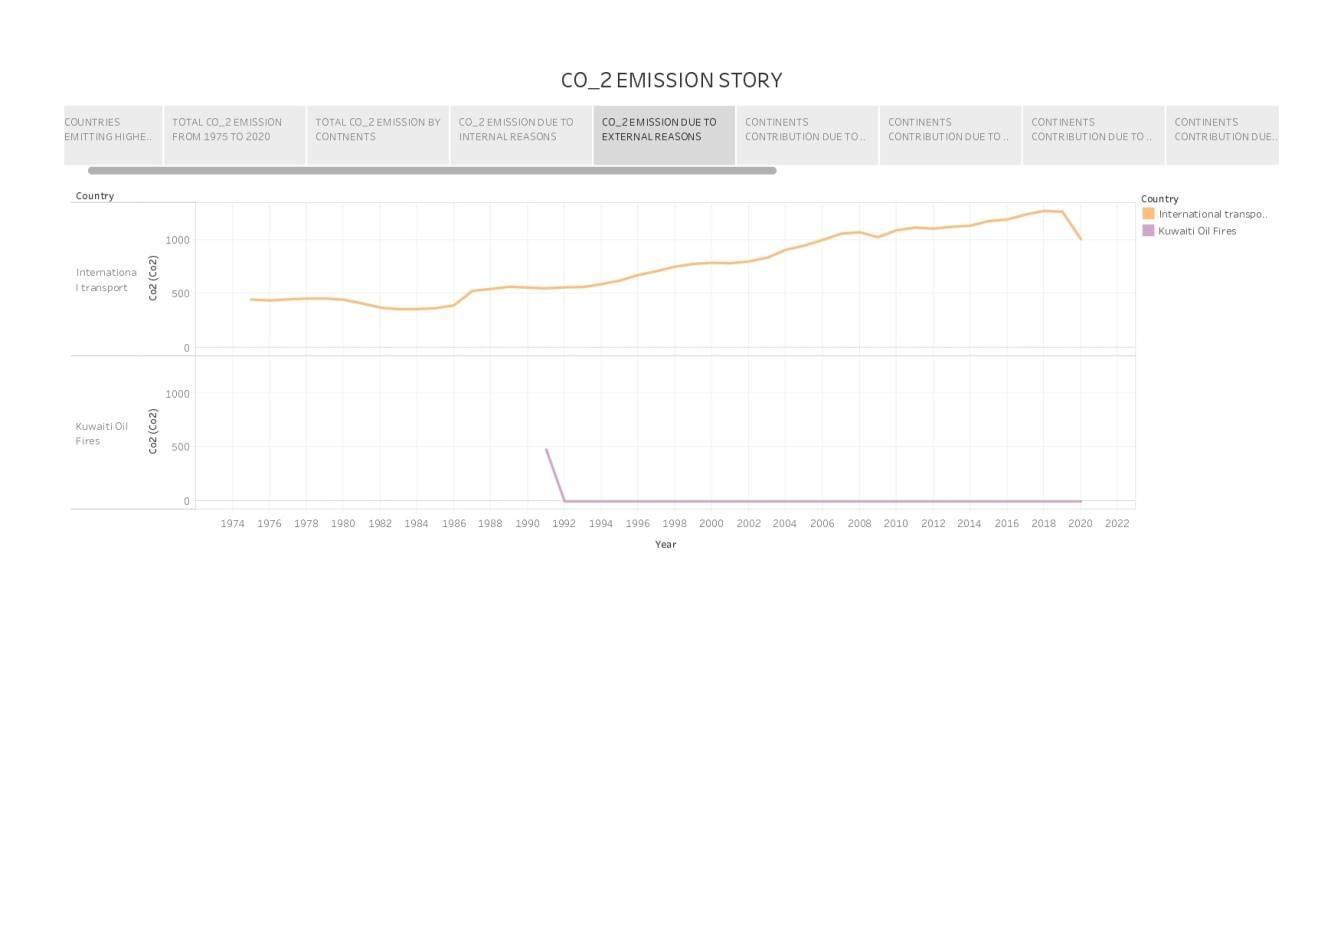 CO_2 EMISSION STORY
COUNTRIES
EMITTING HIGHE..
TOTAL CO_2 EMISSION
FROM 1975 TO 2020
TOTAL CO_2 EMISSION BY
CONTNENTS
CO_2 EMISSION DUE TO
INTERNAL REASONS
CO_2 EMISSION DUE TO
EXTERNAL REASONS
CONTINENTS
CONTRIBUTION DUE TO ..
CONTINENTS
CONTRIBUTION DUE TO ..
CONTINENTS
CONTRIBUTION DUE TO ..
CONTINENTS
CONTRIBUTION DUE..
Country
Internationa
l transport
Co2 (Co2)
1000
500
0
Kuwaiti Oil
Fires
Co2 (Co2)
1000
500
0
1974 1976 1978 1980 1982 1984 1986 1988 1990 1992 1994 1996 1998 2000 2002 2004 2006 2008 2010 2012 2014 2016 2018 2020 2022
Year
Country
International transpo..
Kuwaiti Oil Fires